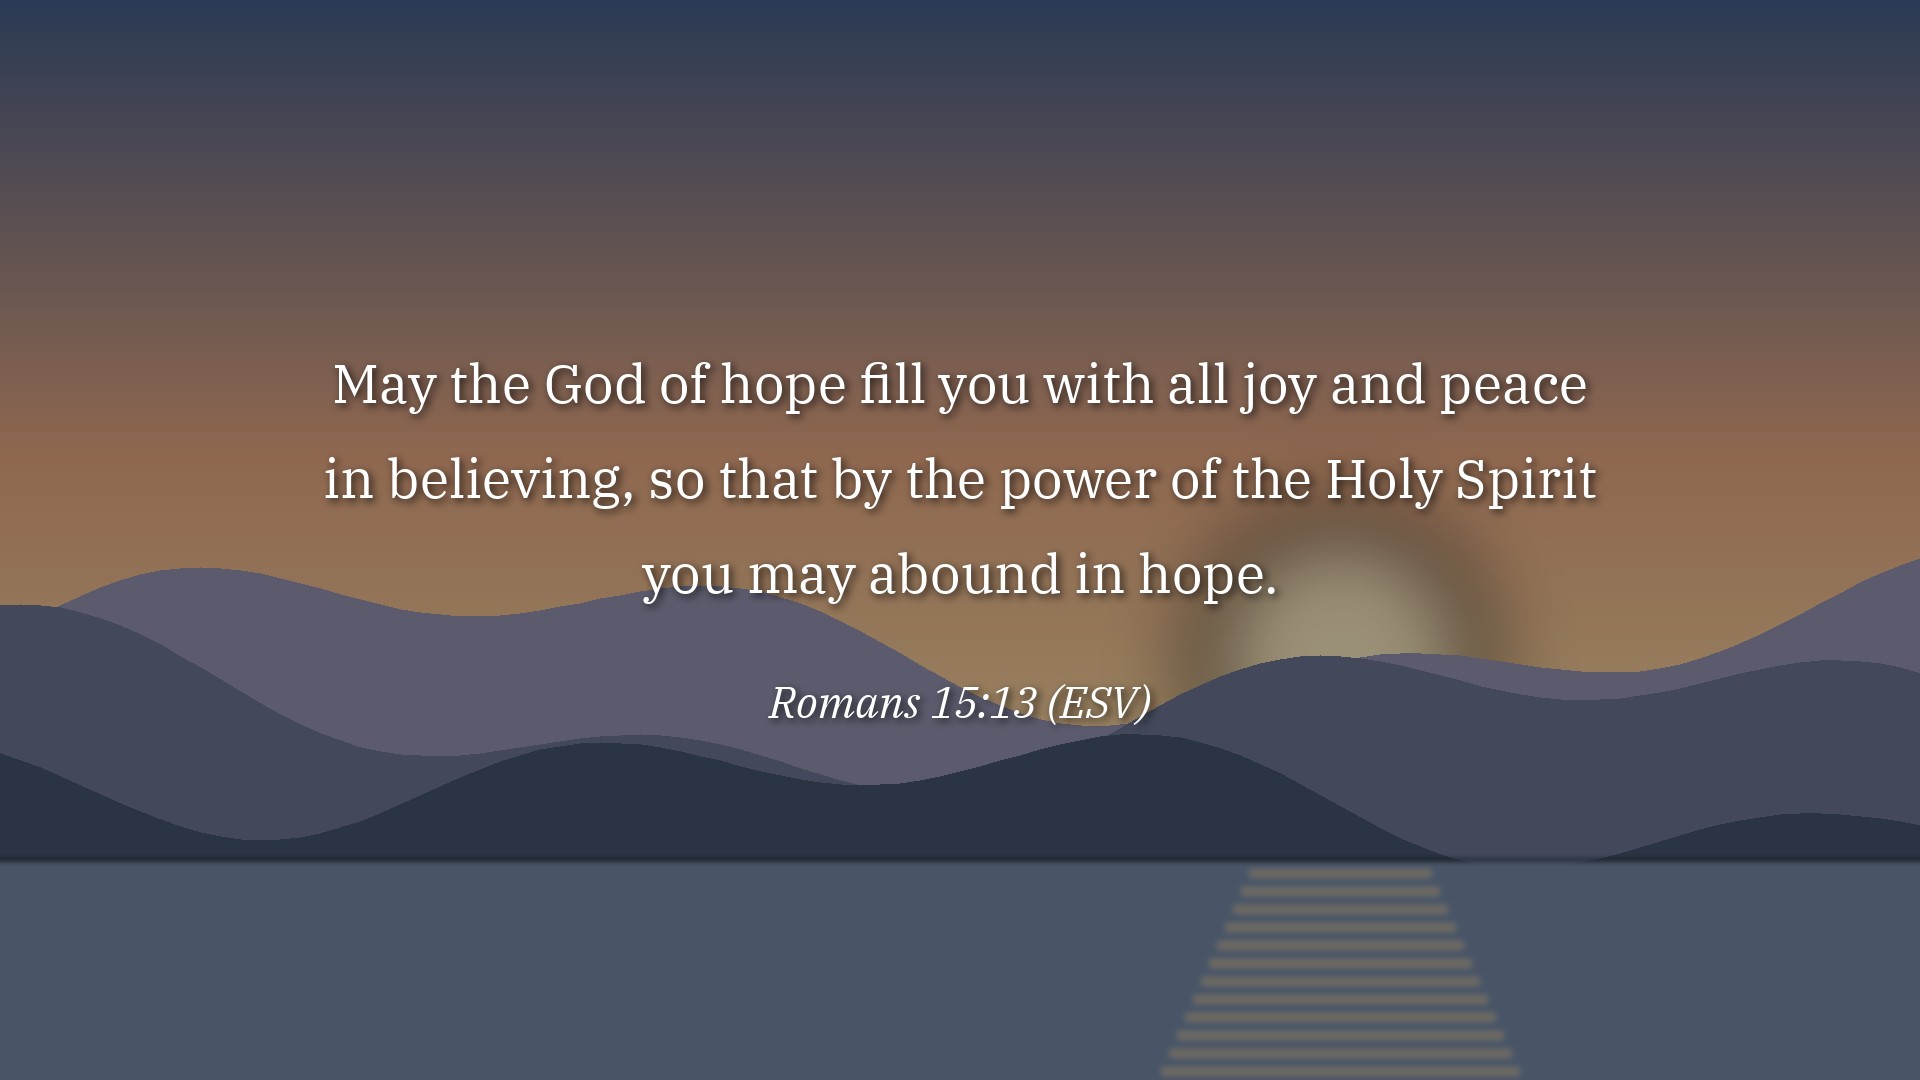 May the God of hope fill you with all joy and peace
in believing, so that by the power of the Holy Spirit
you may abound in hope.
Romans 15:13 (ESV)